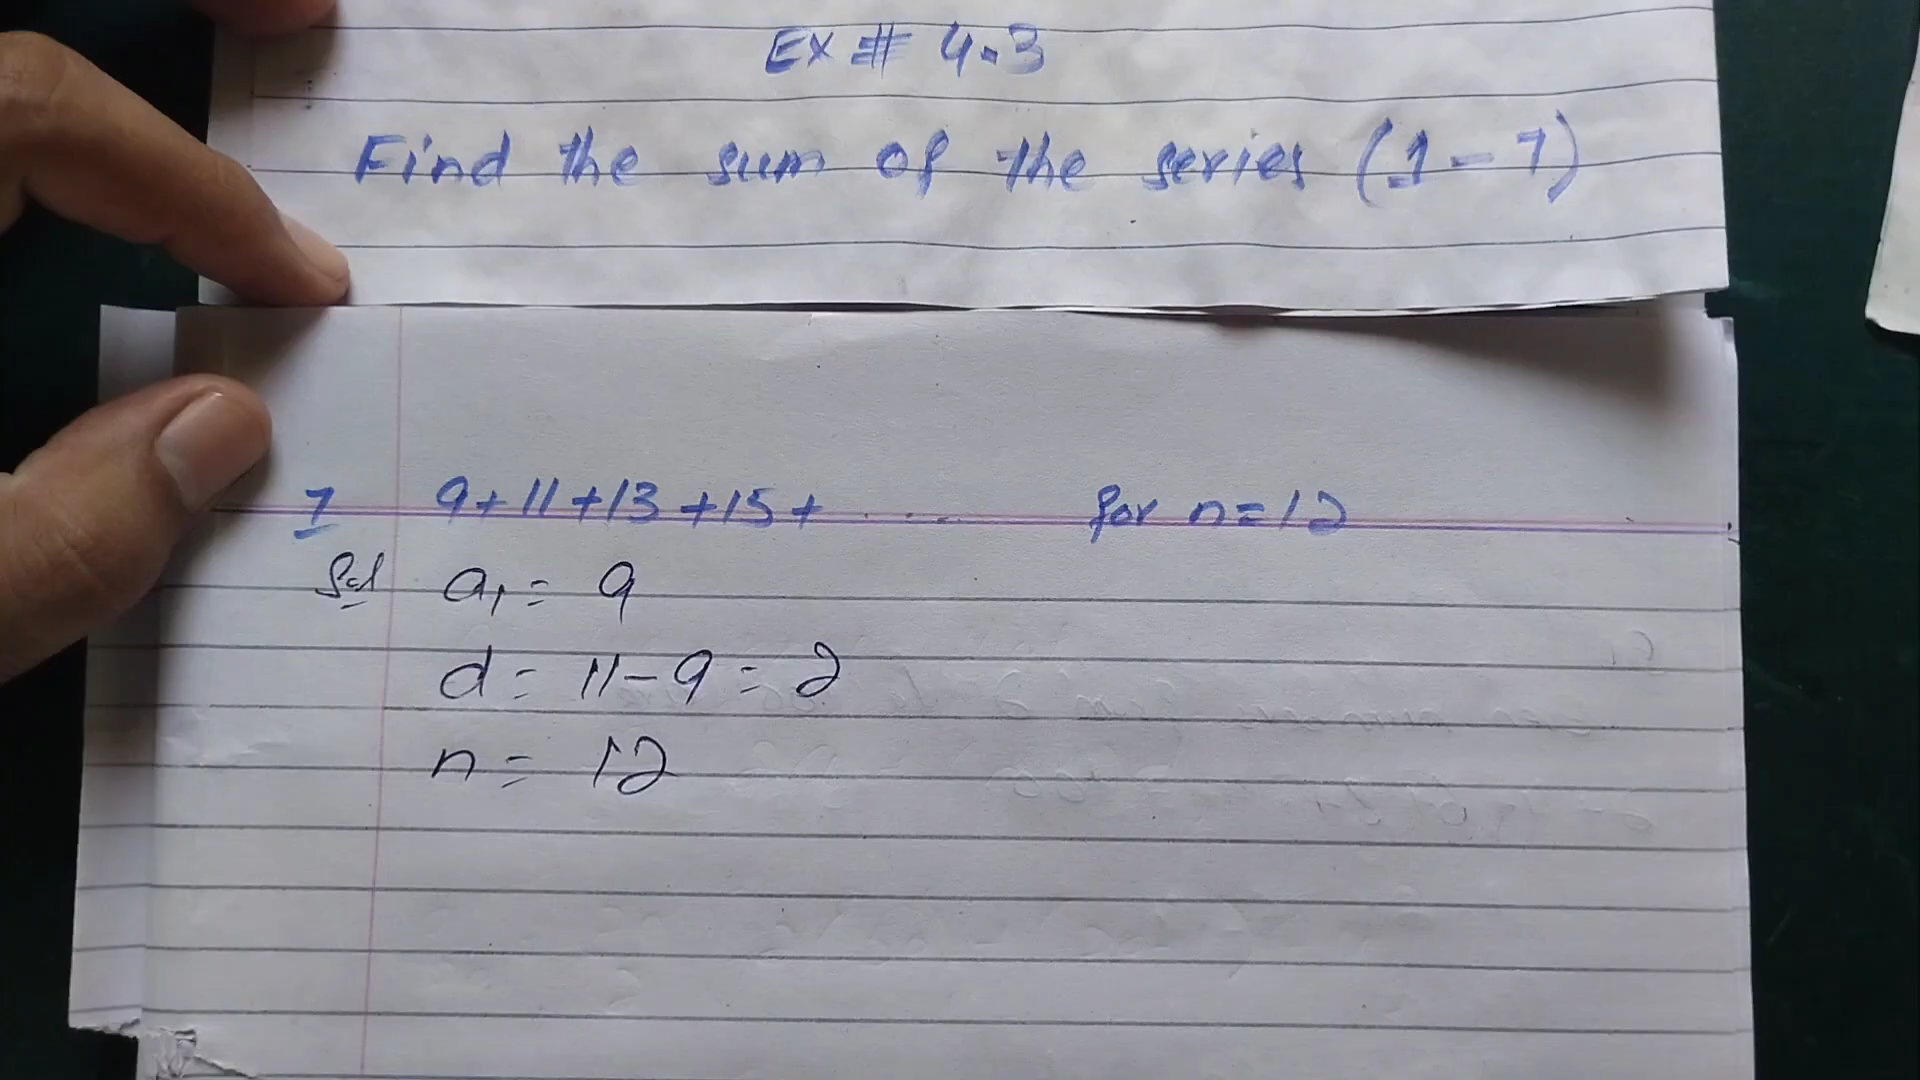 Ex # 4.3
Find the sum of the series (1-7)
7 9+11+13+15+...... for n=12
Sol a₁ = 9
d = 11-9 = 2
n = 12